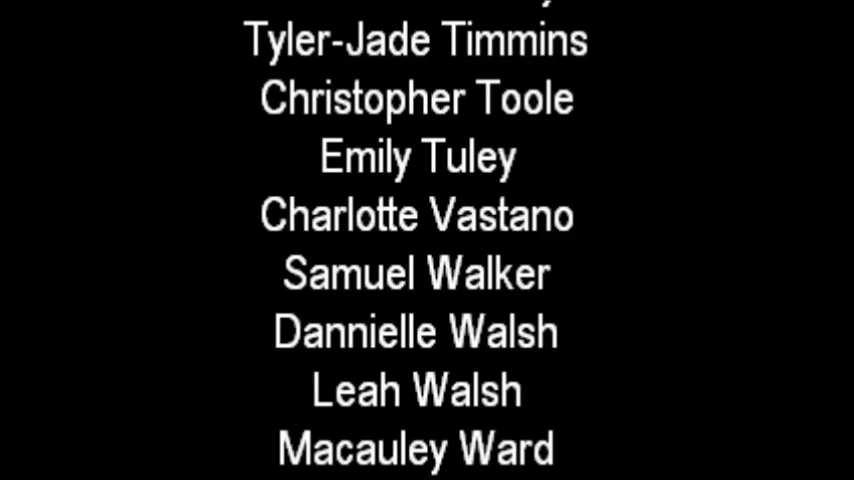 Tyler-Jade Timmins
Christopher Toole
Emily Tuley
Charlotte Vastano
Samuel Walker
Dannielle Walsh
Leah Walsh
Macauley Ward